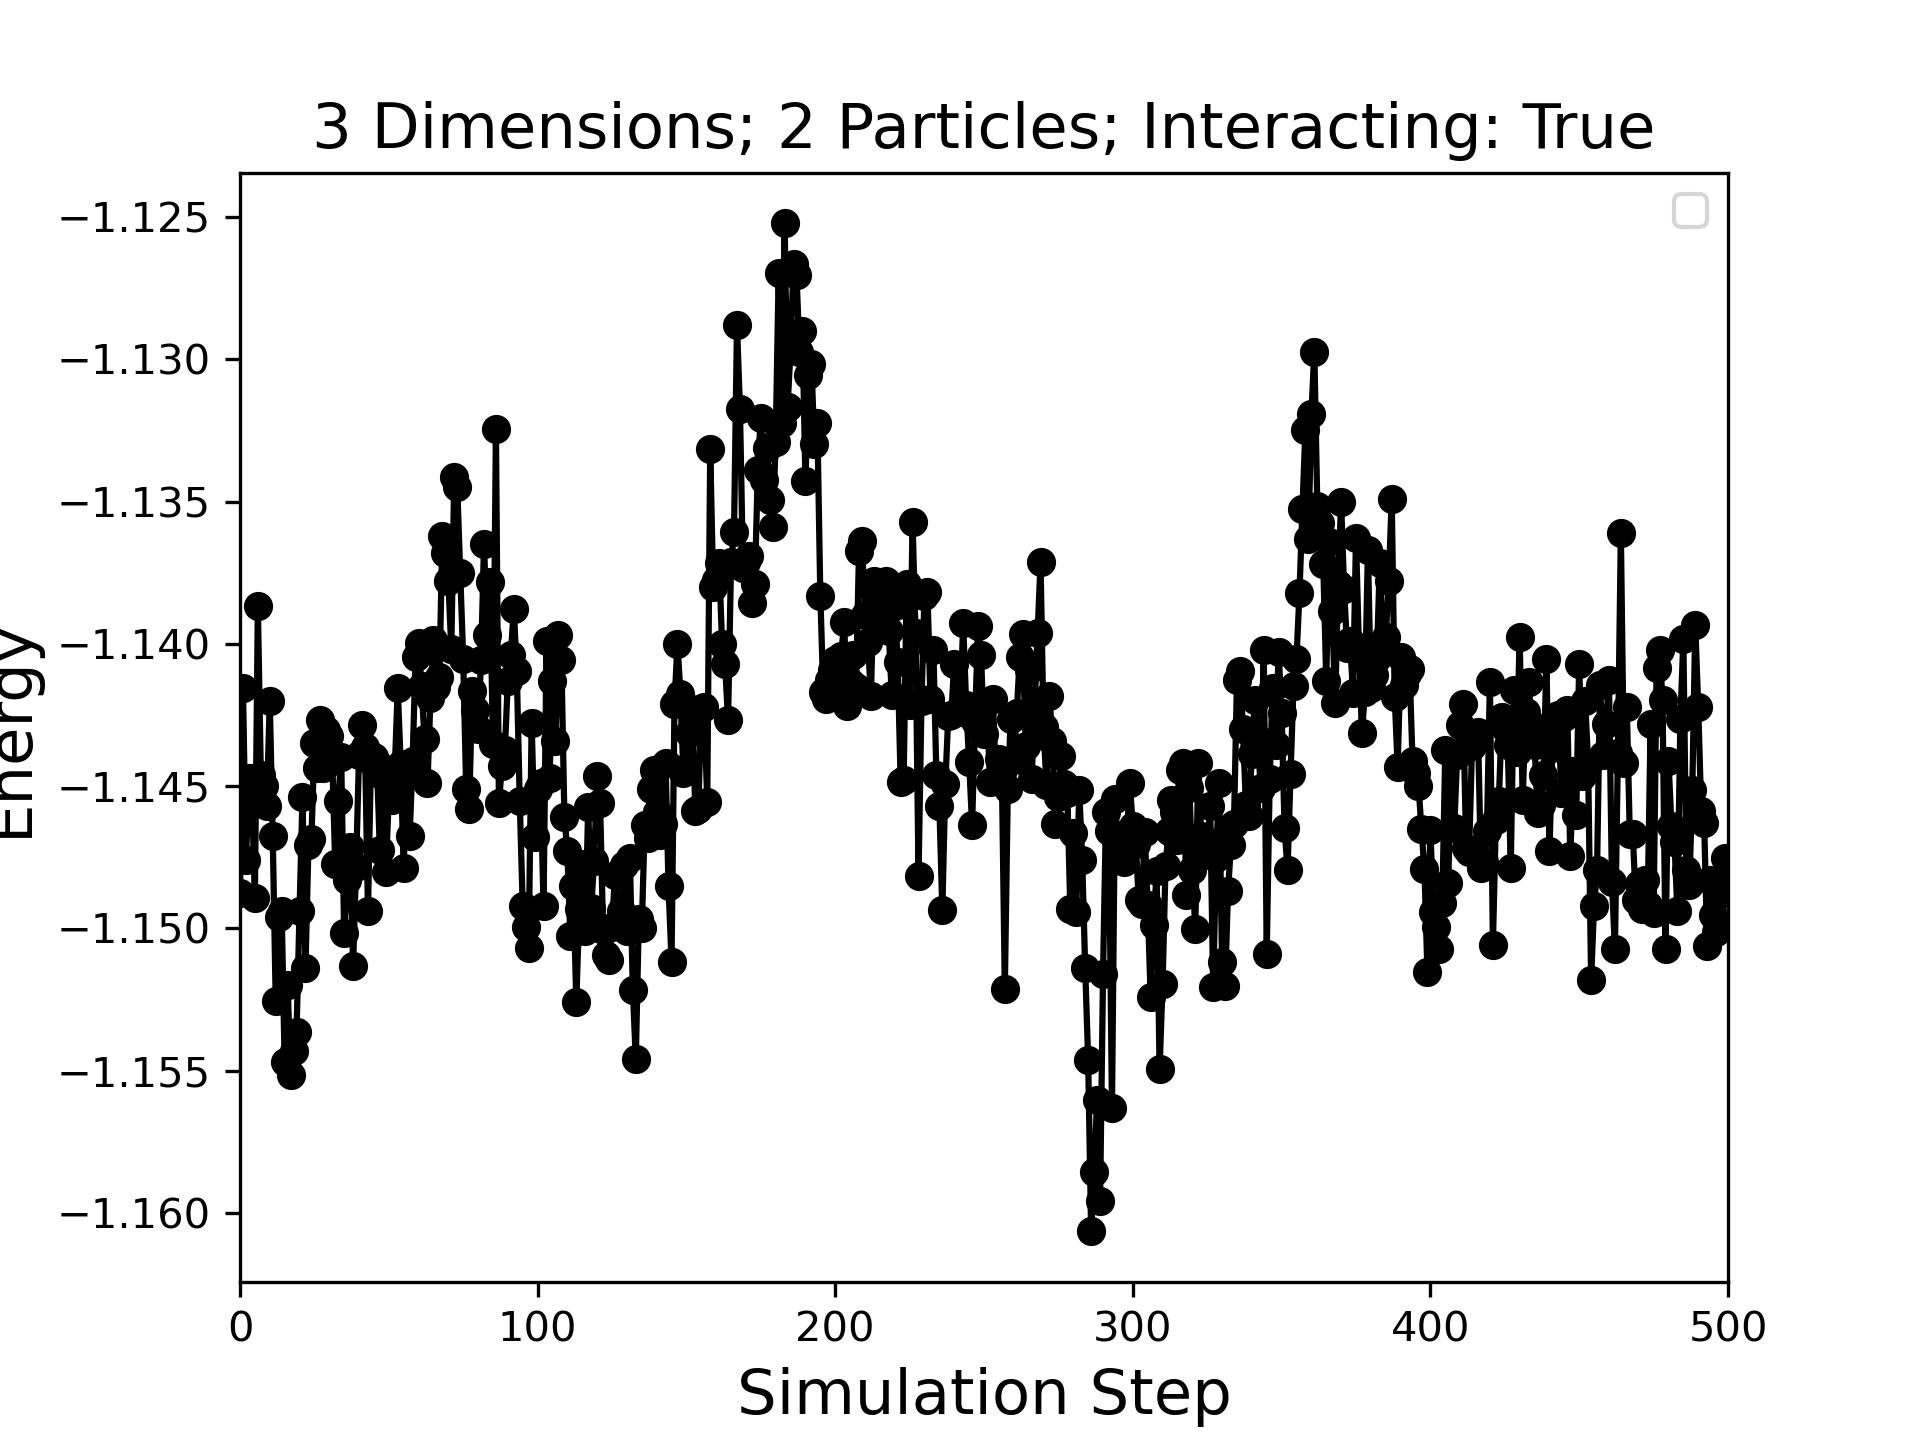 3 Dimensions; 2 Particles; Interacting: True
−1.125
−1.130
−1.135
−1.140
−1.145
−1.150
−1.155
−1.160
Energy
0 100 200 300 400 500
Simulation Step